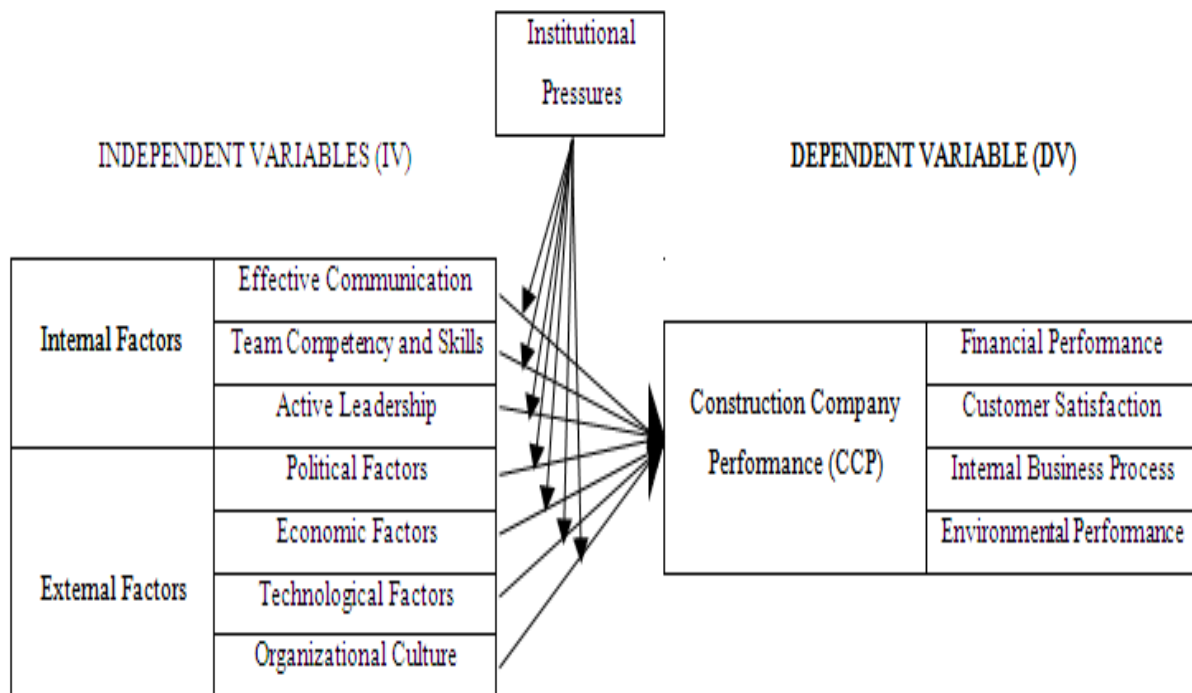 Institutional
Pressures
INDEPENDENT VARIABLES (IV)
DEPENDENT VARIABLE (DV)
Internal Factors
Effective Communication
Team Competency and Skills
Active Leadership
External Factors
Political Factors
Economic Factors
Technological Factors
Organizational Culture
Construction Company
Performance (CCP)
Financial Performance
Customer Satisfaction
Internal Business Process
Environmental Performance